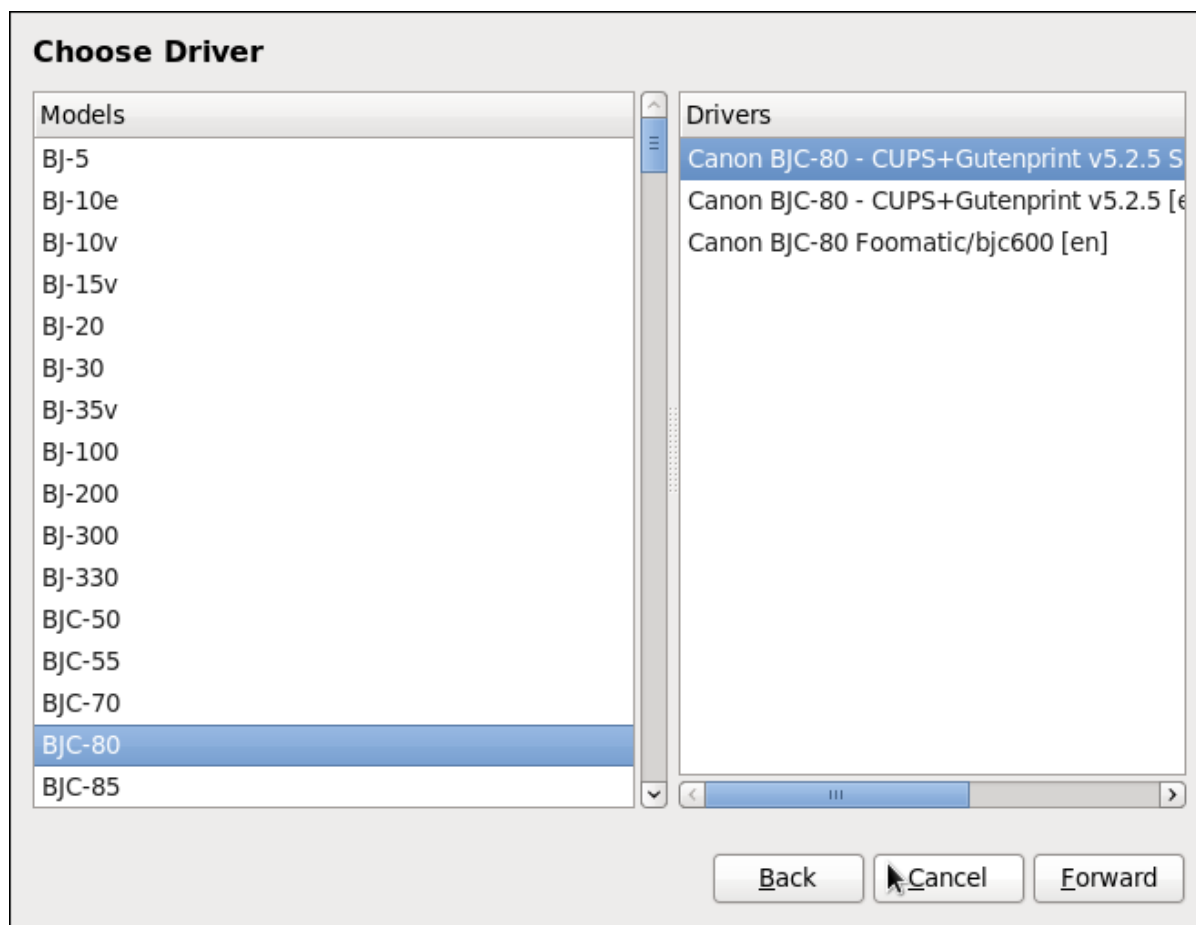 Choose Driver
Models
BJ-5
BJ-10e
BJ-10v
BJ-15v
BJ-20
BJ-30
BJ-35v
BJ-100
BJ-200
BJ-300
BJ-330
BJC-50
BJC-55
BJC-70
BJC-80
BJC-85
Drivers
Canon BJC-80 - CUPS+Gutenprint v5.2.5 S
Canon BJC-80 - CUPS+Gutenprint v5.2.5 [e
Canon BJC-80 Foomatic/bjc600 [en]
Back Cancel Forward